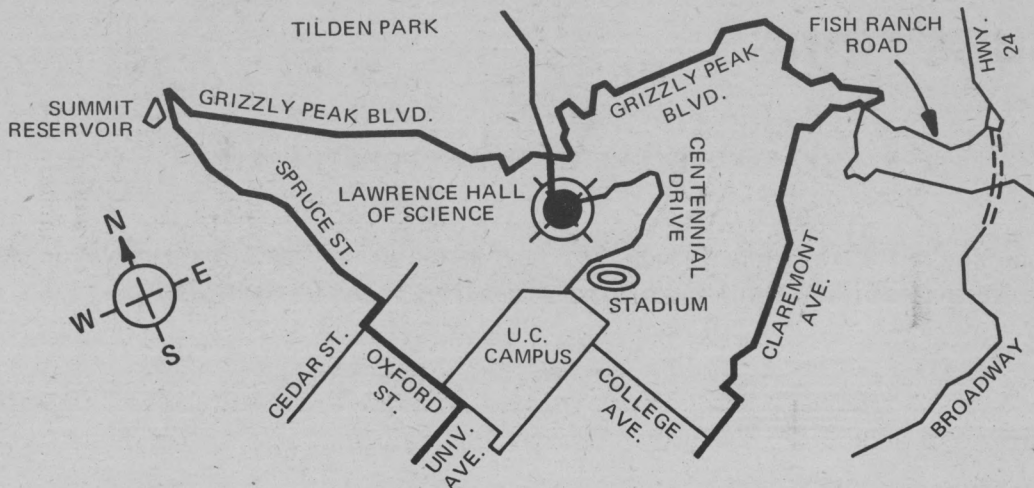 TILDEN PARK
FISH RANCH
ROAD
HWY.
24
SUMMIT
RESERVOIR
GRIZZLY PEAK BLVD.
GRIZZLY PEAK
BLVD.
SPRUCE ST.
LAWRENCE HALL
OF SCIENCE
CENTENNIAL
DRIVE
N
E
W
S
STADIUM
CLAREMONT
AVE.
U.C.
CAMPUS
CEDAR ST.
OXFORD
ST.
UNIV.
AVE.
COLLEGE
AVE.
BROADWAY